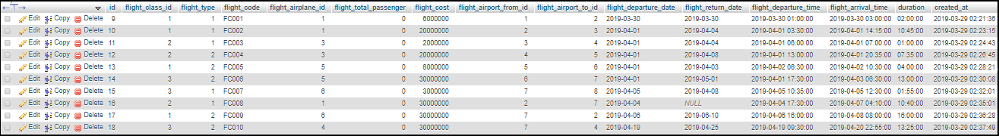 id flight_class_id flight_type flight_code flight_airplane_id flight_total_passenger flight_cost flight_airport_from_id flight_airport_to_id flight_departure_date flight_return_date flight_departure_time flight_arrival_time duration created_at
Edit Copy Delete 9 1 1 FC001 1 0 6000000 1 2 2019-03-30 2019-03-30 2019-03-30 01:00:00 2019-03-30 03:00:00 02:00:00 2019-03-29 02:21:36
Edit Copy Delete 10 1 1 FC002 1 0 20000000 2 3 2019-04-01 2019-04-04 2019-04-01 03:30:00 2019-04-01 14:15:00 10:45:00 2019-03-29 02:23:15
Edit Copy Delete 11 2 1 FC003 3 0 2000000 3 4 2019-04-01 2019-04-04 2019-04-01 06:00:00 2019-04-01 07:00:00 01:00:00 2019-03-29 02:24:43
Edit Copy Delete 12 2 2 FC004 3 0 20000000 4 5 2019-04-01 2019-04-08 2019-04-01 13:00:00 2019-04-01 20:35:00 07:35:00 2019-03-29 02:26:45
Edit Copy Delete 13 1 2 FC005 5 0 6000000 5 6 2019-04-01 2019-04-03 2019-04-02 06:30:00 2019-04-02 10:30:00 04:00:00 2019-03-29 02:28:21
Edit Copy Delete 14 3 2 FC006 5 0 30000000 6 7 2019-04-01 2019-05-01 2019-04-01 17:30:00 2019-04-03 06:30:00 13:00:00 2019-03-29 02:30:08
Edit Copy Delete 15 3 1 FC007 6 0 3000000 7 8 2019-04-05 2019-04-08 2019-04-05 10:35:00 2019-04-05 12:30:00 01:55:00 2019-03-29 02:32:01
Edit Copy Delete 16 2 1 FC008 1 0 30000000 2 7 2019-04-04 NULL 2019-04-04 17:30:00 2019-04-07 04:10:00 10:40:00 2019-03-29 02:35:01
Edit Copy Delete 17 1 2 FC009 6 0 30000000 7 2 2019-04-06 2019-06-10 2019-04-06 16:00:00 2019-04-08 08:00:00 16:00:00 2019-03-29 02:36:28
Edit Copy Delete 18 3 2 FC010 4 0 30000000 7 4 2019-04-19 2019-04-25 2019-04-19 09:30:00 2019-04-20 22:55:00 13:25:00 2019-03-29 02:37:49